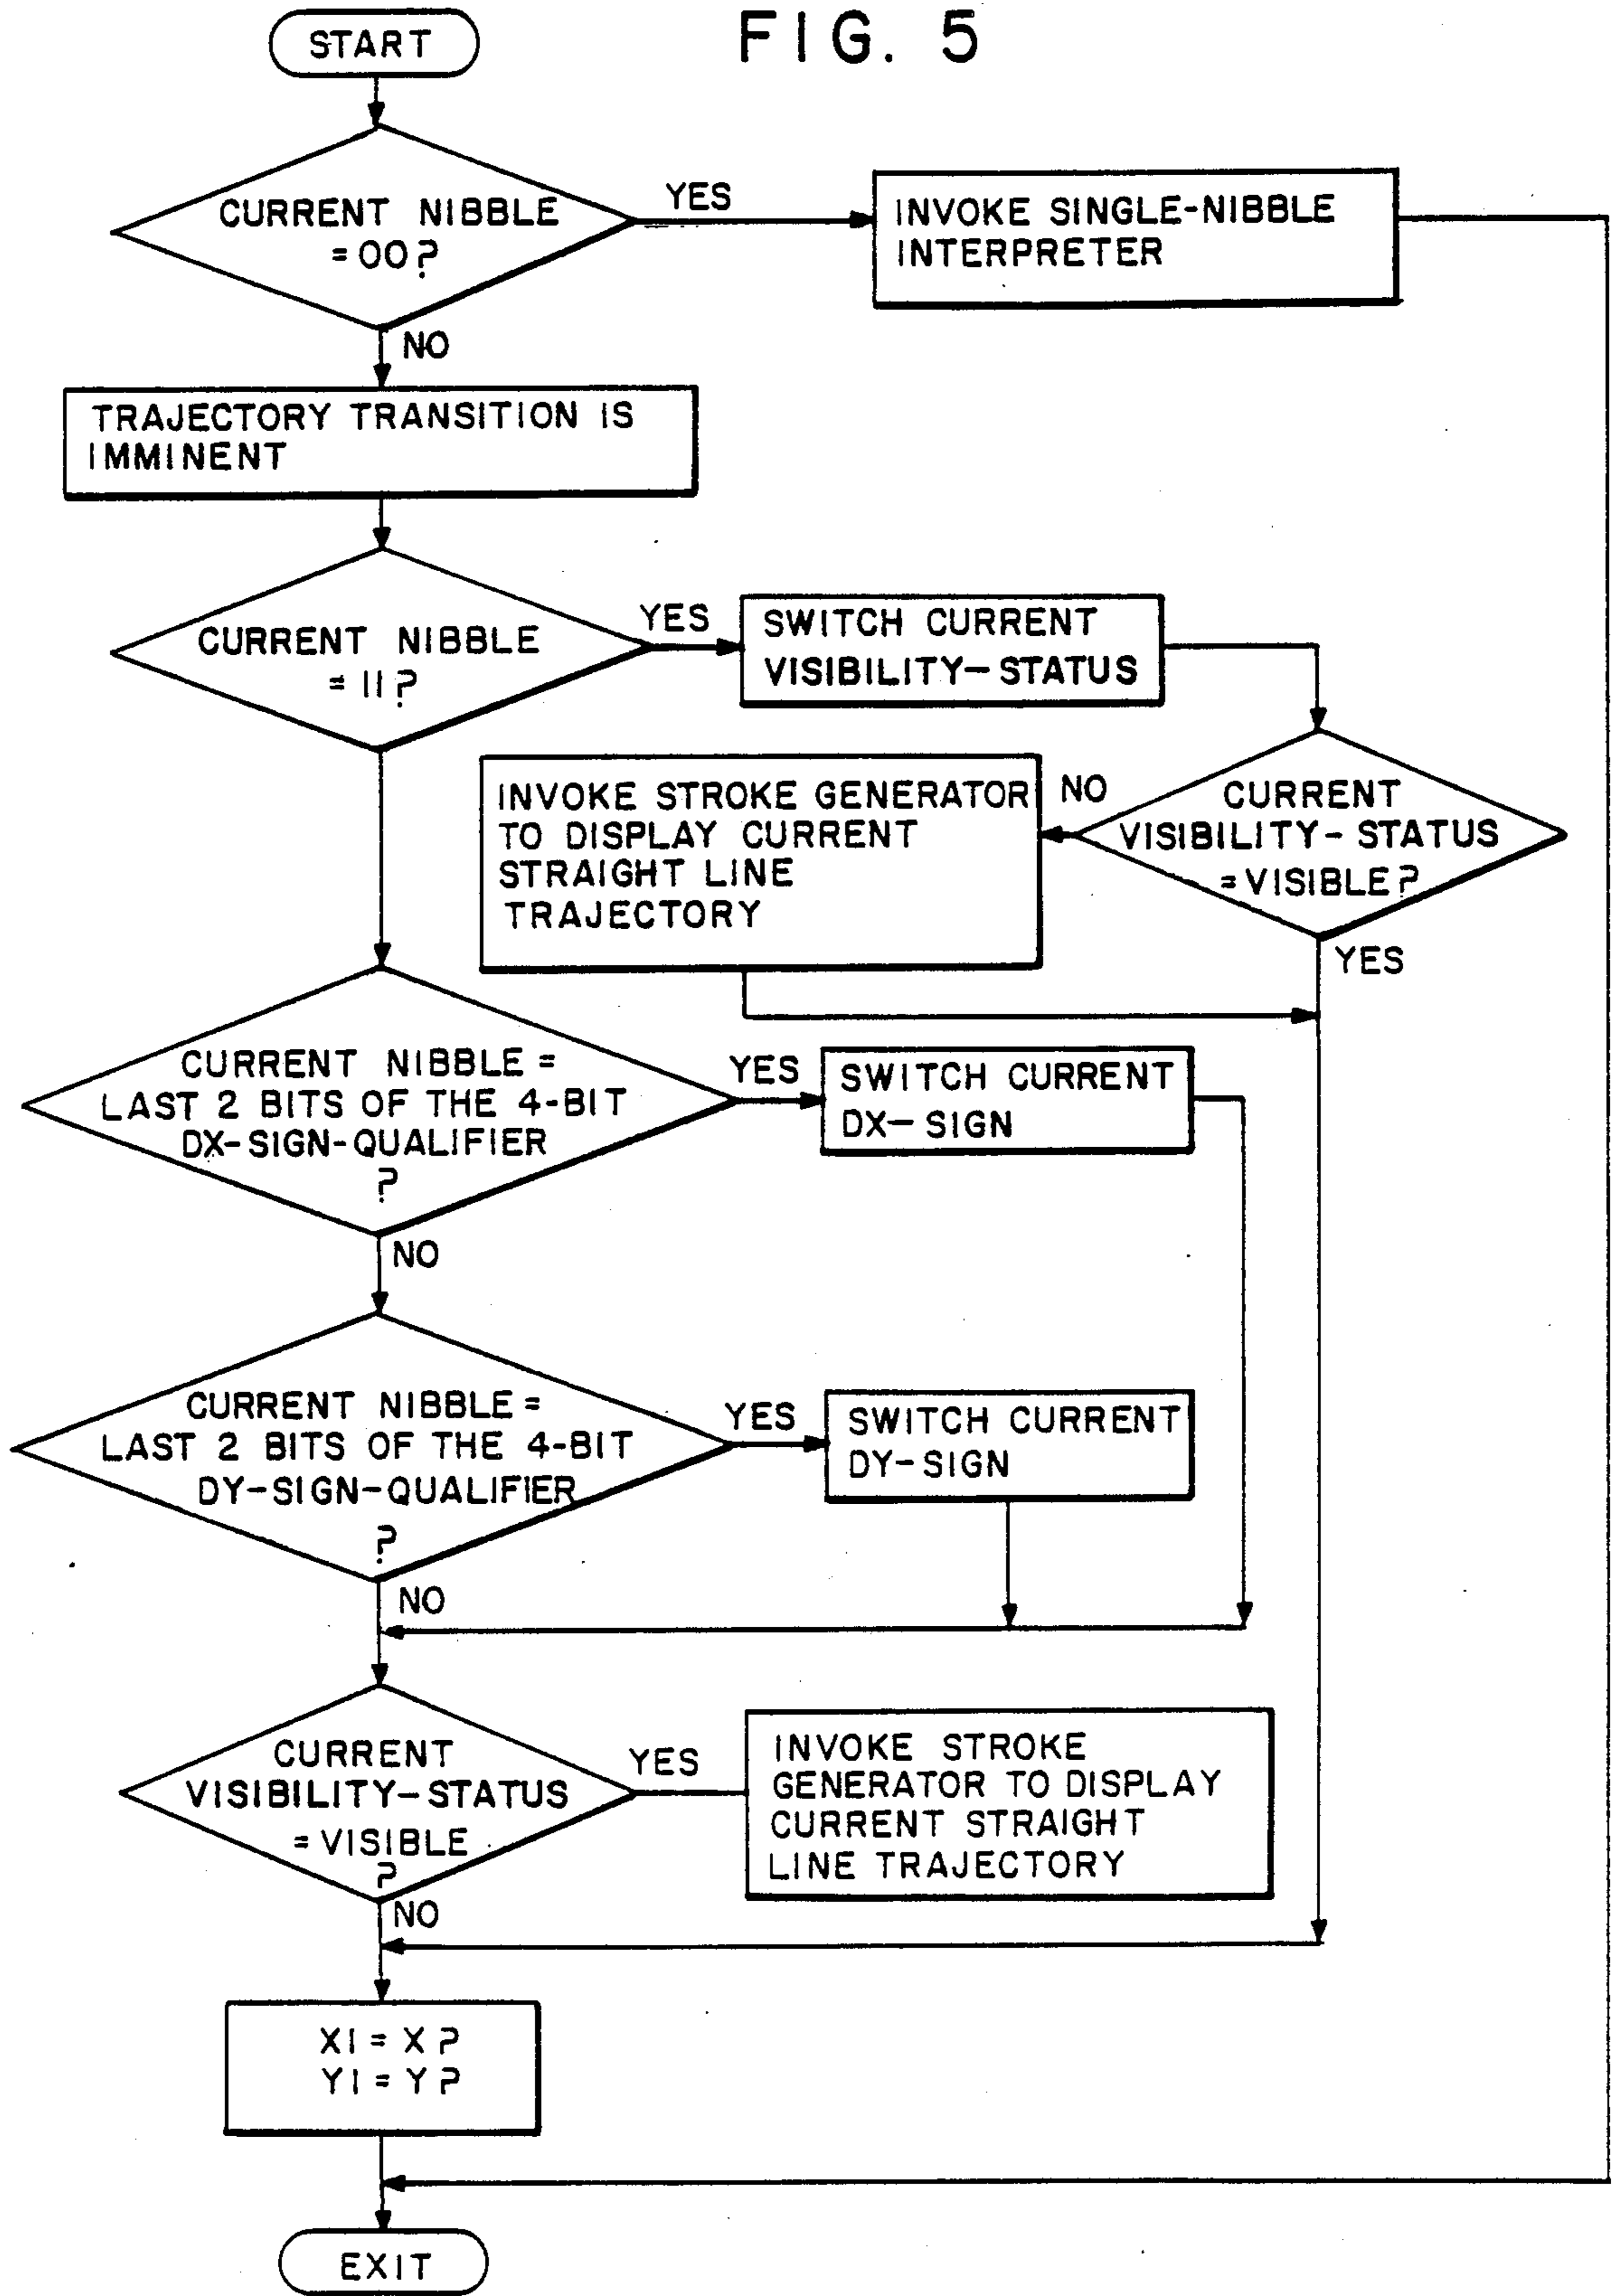 FIG. 5
START
CURRENT NIBBLE
=00?
YES
INVOKE SINGLE-NIBBLE
INTERPRETER
NO
TRAJECTORY TRANSITION IS
IMMINENT
CURRENT NIBBLE
= 11?
YES
SWITCH CURRENT
VISIBILITY-STATUS
CURRENT
VISIBILITY-STATUS
=VISIBLE?
NO
INVOKE STROKE GENERATOR
TO DISPLAY CURRENT
STRAIGHT LINE
TRAJECTORY
YES
CURRENT NIBBLE =
LAST 2 BITS OF THE 4-BIT
DX-SIGN-QUALIFIER
?
YES
SWITCH CURRENT
DX-SIGN
NO
CURRENT NIBBLE =
LAST 2 BITS OF THE 4-BIT
DY-SIGN-QUALIFIER
?
YES
SWITCH CURRENT
DY-SIGN
NO
CURRENT
VISIBILITY-STATUS
= VISIBLE
?
YES
INVOKE STROKE
GENERATOR TO DISPLAY
CURRENT STRAIGHT
LINE TRAJECTORY
NO
X1 = X?
Y1 = Y?
EXIT